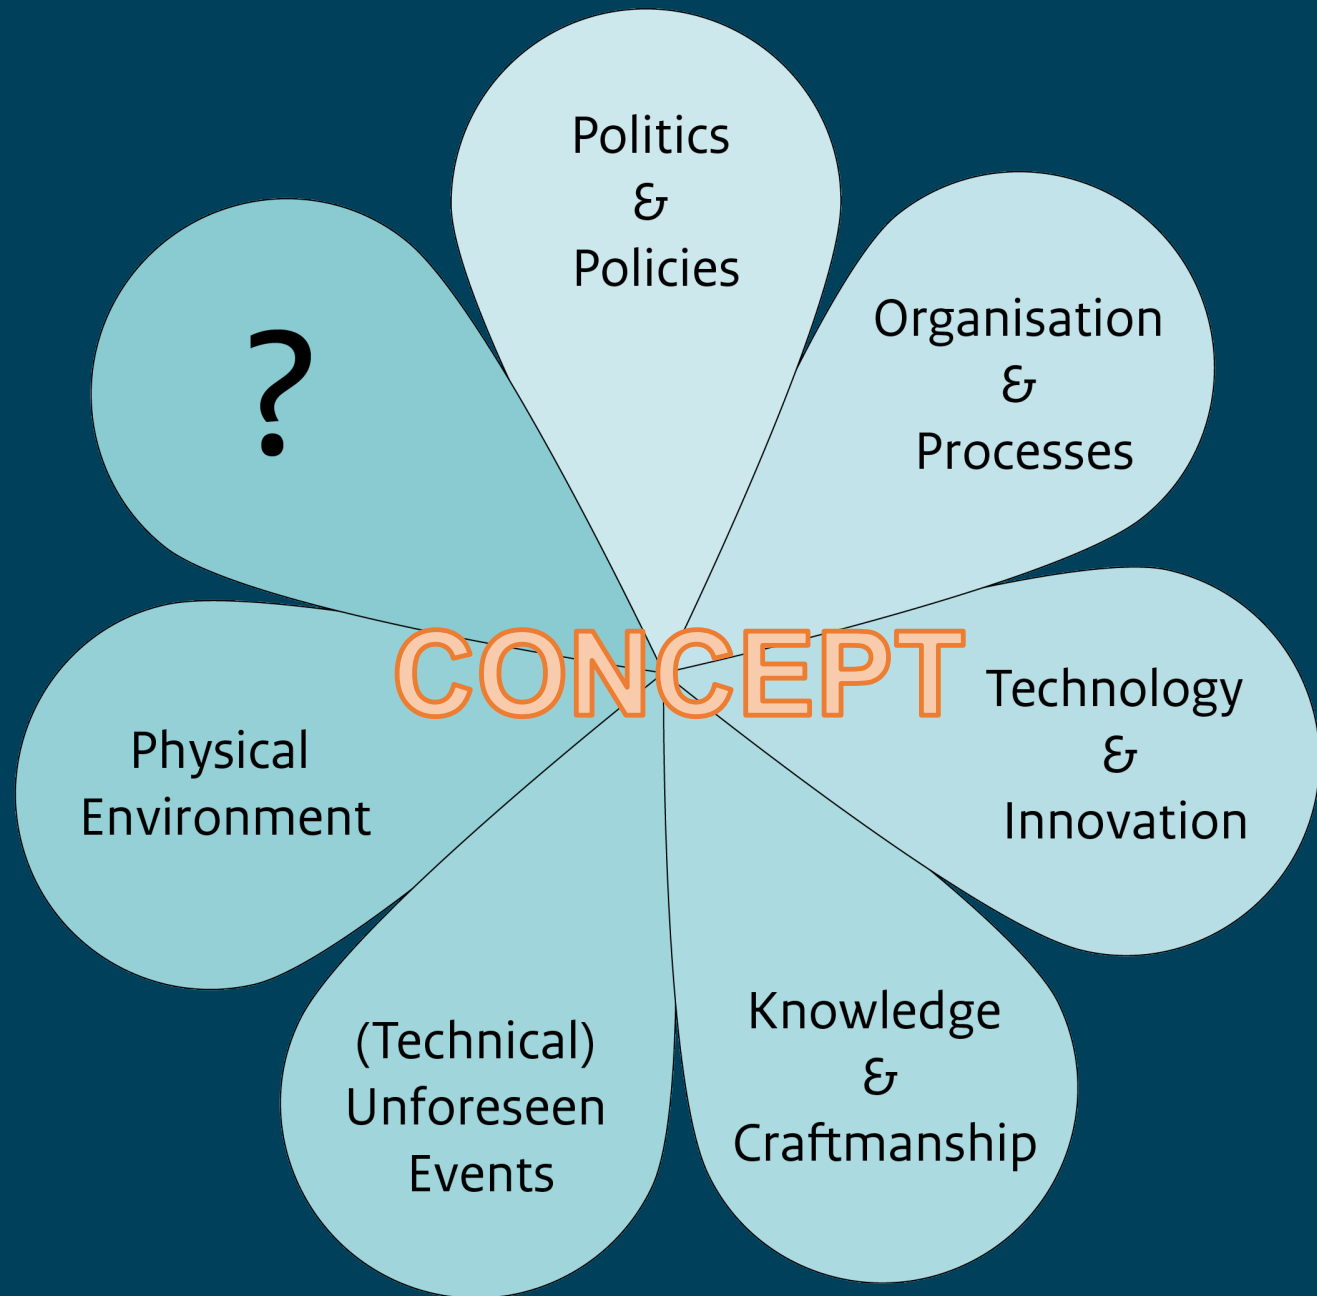 Politics
&
Policies
Organisation
&
Processes
Technology
&
Innovation
Knowledge
&
Craftmanship
(Technical)
Unforeseen
Events
Physical
Environment
?
CONCEPT